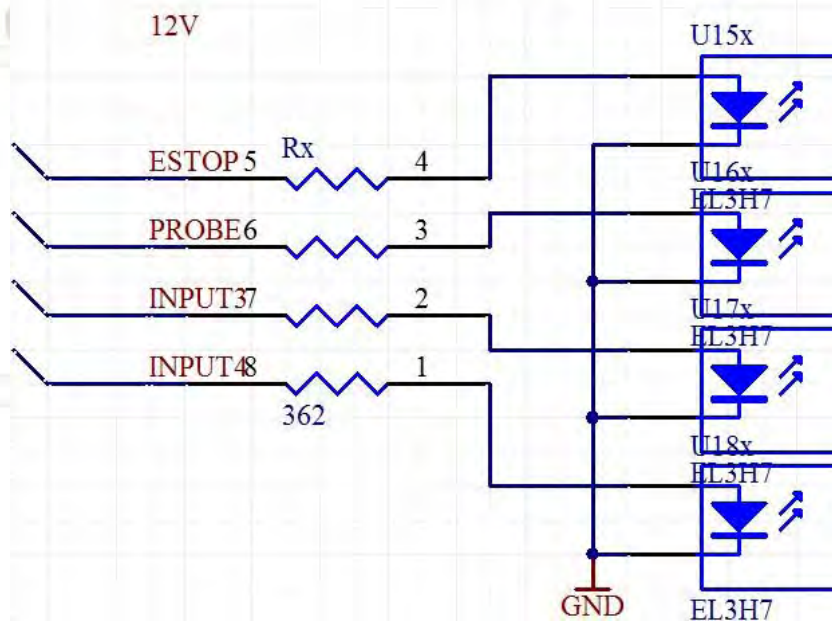 12V
U15x
ESTOP 5 Rx 4
U16x
EL3H7
PROBE6 3
INPUT37 2
U17x
EL3H7
INPUT48 1
362
U18x
EL3H7
GND
EL3H7